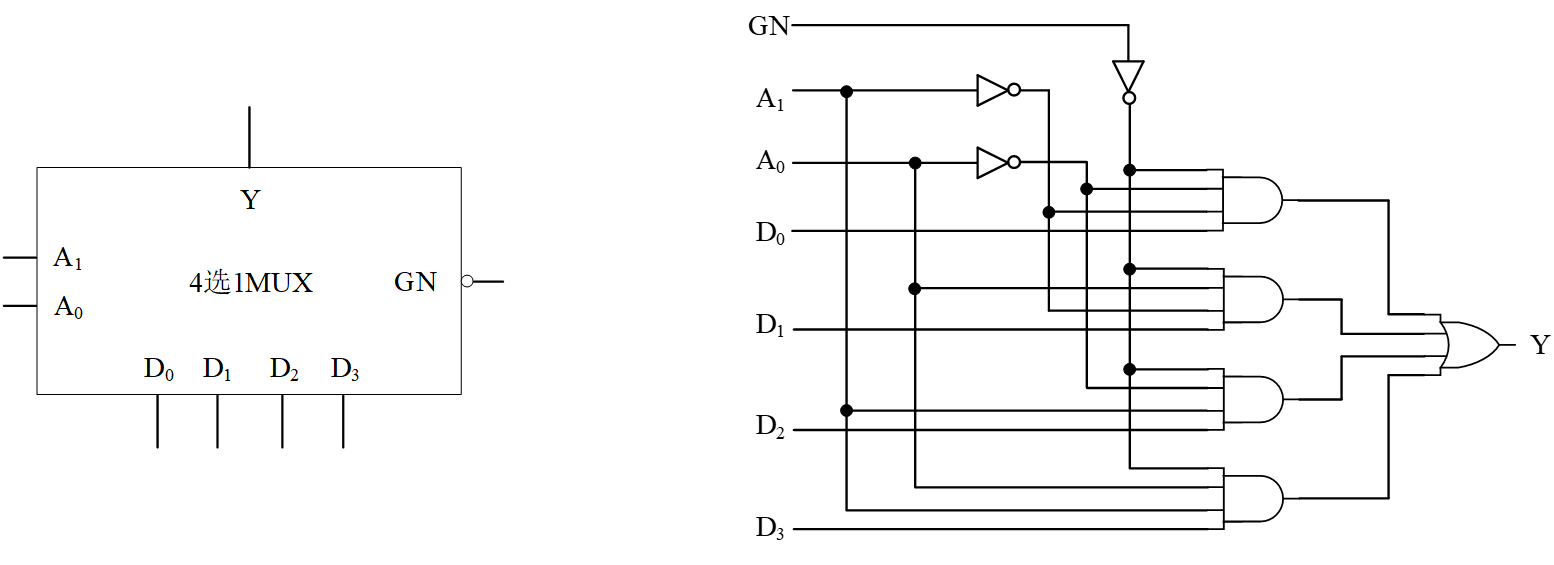 Y
A₁
4选1MUX
GN
A₀
D₀ D₁ D₂ D₃
GN
A₁
A₀
D₀
D₁
Y
D₂
D₃